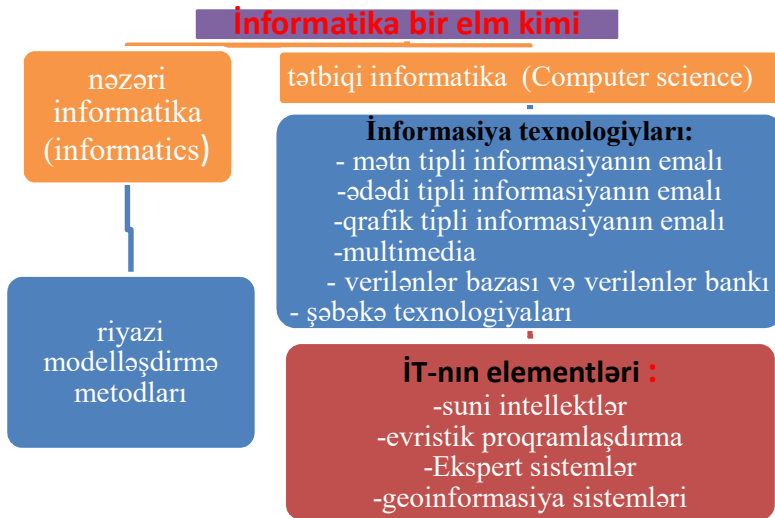 İnformatika bir elm kimi
nəzəri
informatika
(informatics)
tətbiqi informatika (Computer science)
İnformasiya texnologiyları:
- mətn tipli informasiyanın emalı
-ədədi tipli informasiyanın emalı
-qrafik tipli informasiyanın emalı
-multimedia
- verilənlər bazası və verilənlər bankı
- şəbəkə texnologiyaları
riyazi
modelləşdirmə
metodları
İT-nın elementləri :
-suni intellektlər
-evristik proqramlaşdırma
-Ekspert sistemlər
-geoinformasiya sistemləri